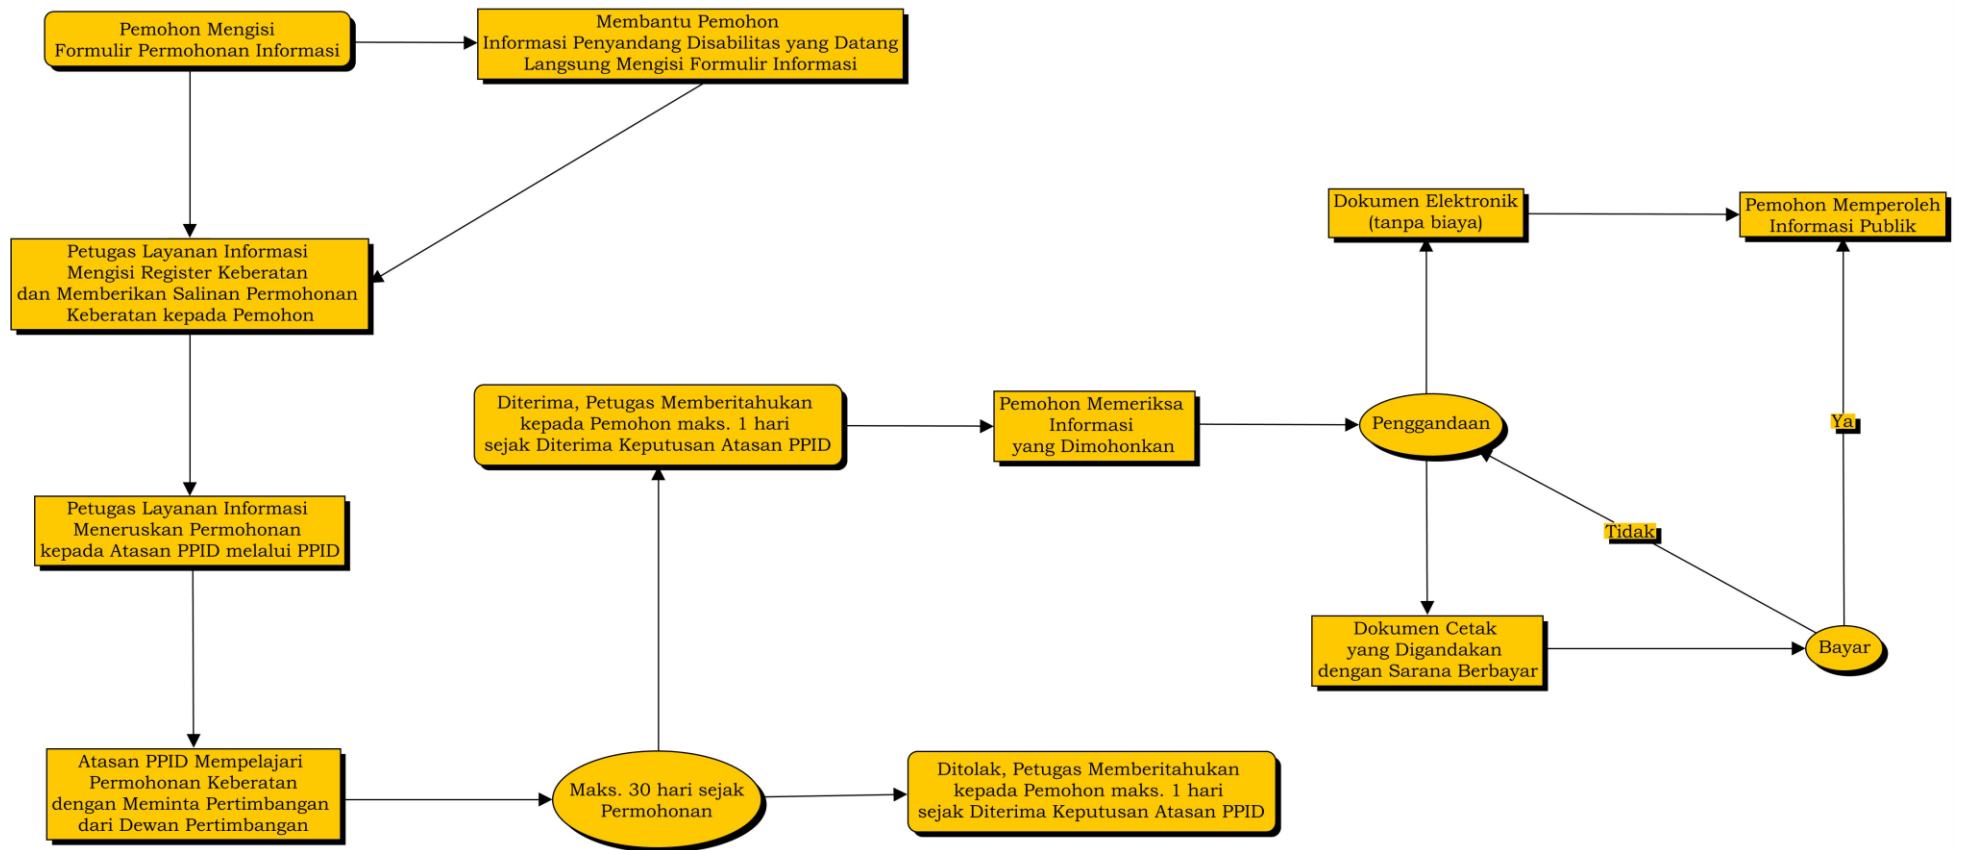 Pemohon Mengisi
Formulir Permohonan Informasi
Membantu Pemohon
Informasi Penyandang Disabilitas yang Datang
Langsung Mengisi Formulir Informasi
Petugas Layanan Informasi
Mengisi Register Keberatan
dan Memberikan Salinan Permohonan
Keberatan kepada Pemohon
Petugas Layanan Informasi
Meneruskan Permohonan
kepada Atasan PPID melalui PPID
Atasan PPID Mempelajari
Permohonan Keberatan
dengan Meminta Pertimbangan
dari Dewan Pertimbangan
Maks. 30 hari sejak
Permohonan
Diterima, Petugas Memberitahukan
kepada Pemohon maks. 1 hari
sejak Diterima Keputusan Atasan PPID
Ditolak, Petugas Memberitahukan
kepada Pemohon maks. 1 hari
sejak Diterima Keputusan Atasan PPID
Pemohon Memeriksa
Informasi
yang Dimohonkan
Penggandaan
Dokumen Elektronik
(tanpa biaya)
Dokumen Cetak
yang Digandakan
dengan Sarana Berbayar
Bayar
Tidak
Ya
Pemohon Memperoleh
Informasi Publik